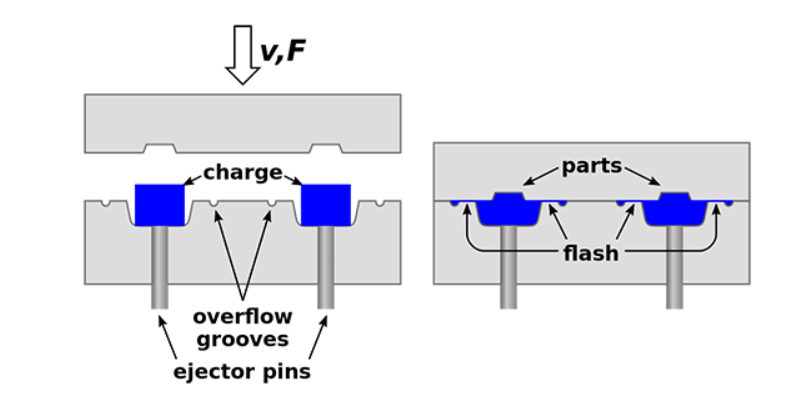 v,F
charge
overflow
grooves
ejector pins
parts
flash